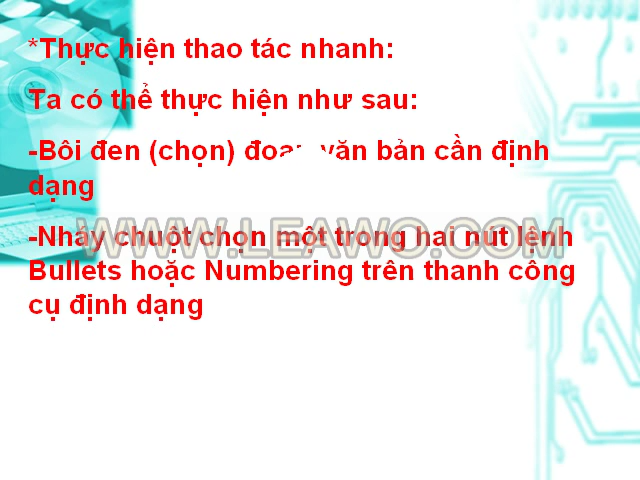 *Thực hiện thao tác nhanh:
Ta có thể thực hiện như sau:
-Bôi đen (chọn) đoạn văn bản cần định
dạng
-Nháy chuột chọn một trong hai nút lệnh
WWW.LEAWO.COM
Bullets hoặc Numbering trên thanh công
cụ định dạng